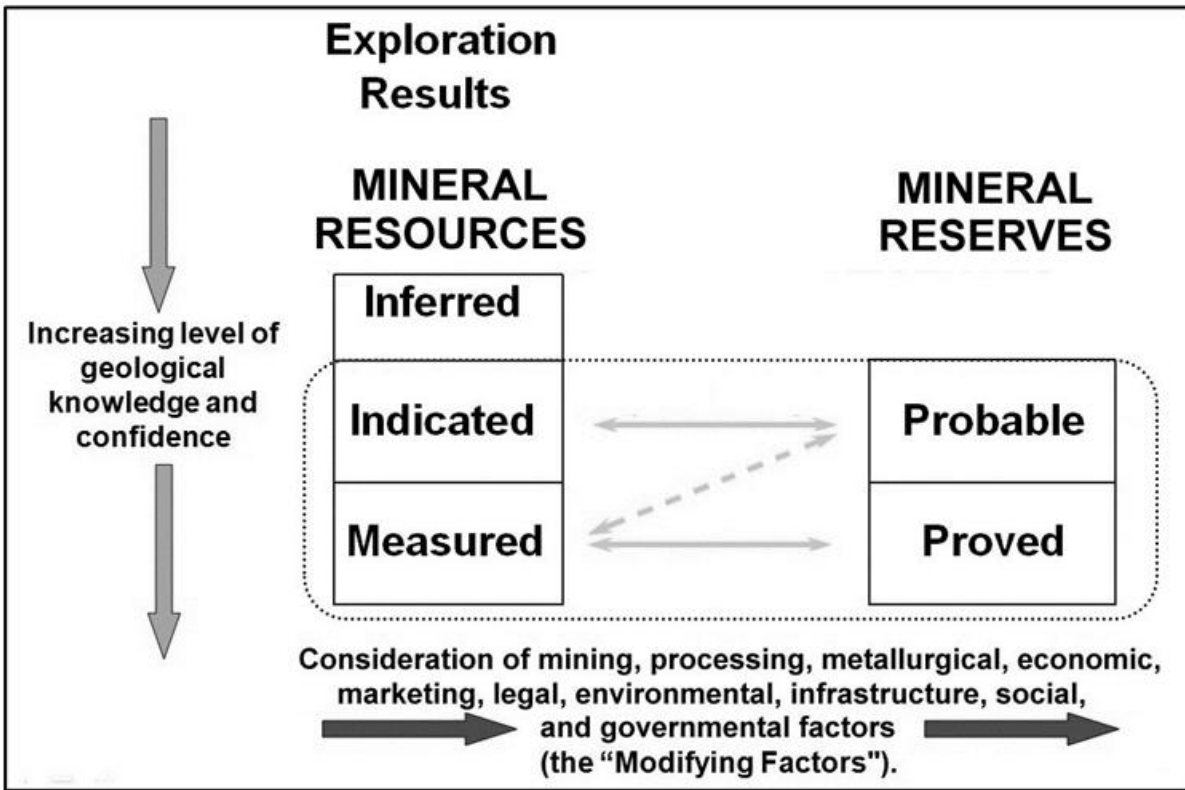 Exploration
Results
MINERAL
RESOURCES
MINERAL
RESERVES
Inferred
Increasing level of
geological
knowledge and
confidence
Indicated
Probable
Measured
Proved
Consideration of mining, processing, metallurgical, economic,
marketing, legal, environmental, infrastructure, social,
and governmental factors
(the “Modifying Factors").